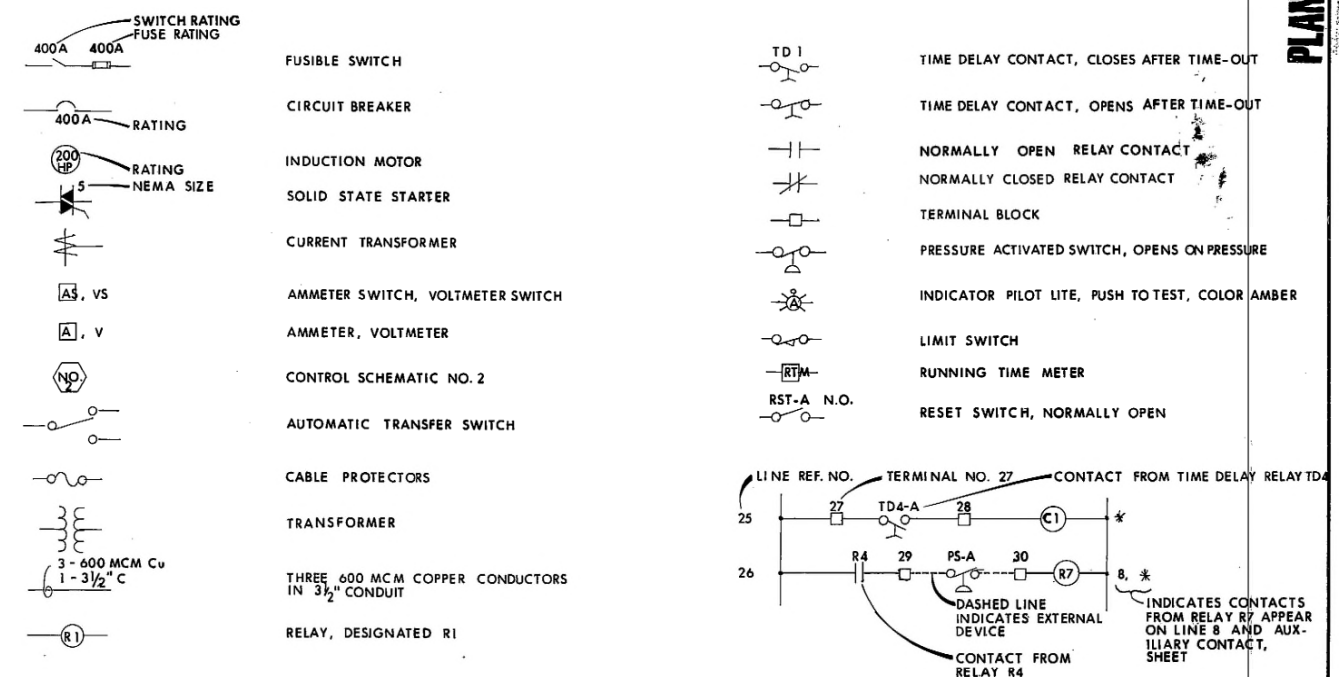 SWITCH RATING
FUSE RATING
400A 400A
FUSIBLE SWITCH
400A RATING
CIRCUIT BREAKER
200 HP
RATING
INDUCTION MOTOR
5 NEMA SIZE
SOLID STATE STARTER
CURRENT TRANSFORMER
AS, VS
AMMETER SWITCH, VOLTMETER SWITCH
A, V
AMMETER, VOLTMETER
NO. 2
CONTROL SCHEMATIC NO. 2
AUTOMATIC TRANSFER SWITCH
CABLE PROTECTORS
TRANSFORMER
3 - 600 MCM Cu
1 - 3 1/2" C
THREE 600 MCM COPPER CONDUCTORS
IN 3 1/2" CONDUIT
R1
RELAY, DESIGNATED R1
TD 1
TIME DELAY CONTACT, CLOSES AFTER TIME-OUT
TIME DELAY CONTACT, OPENS AFTER TIME-OUT
NORMALLY OPEN RELAY CONTACT
NORMALLY CLOSED RELAY CONTACT
TERMINAL BLOCK
PRESSURE ACTIVATED SWITCH, OPENS ON PRESSURE
A
INDICATOR PILOT LITE, PUSH TO TEST, COLOR AMBER
LIMIT SWITCH
RTM
RUNNING TIME METER
RST-A N.O.
RESET SWITCH, NORMALLY OPEN
LINE REF. NO. TERMINAL NO. 27 CONTACT FROM TIME DELAY RELAY TD4
25 27 TD4-A 28 C1 *
26 R4 29 PS-A 30 R7 8, *
DASHED LINE
INDICATES EXTERNAL
DEVICE
CONTACT FROM
RELAY R4
INDICATES CONTACTS
FROM RELAY R7 APPEAR
ON LINE 8 AND AUX-
ILIARY CONTACT,
SHEET
PLAN